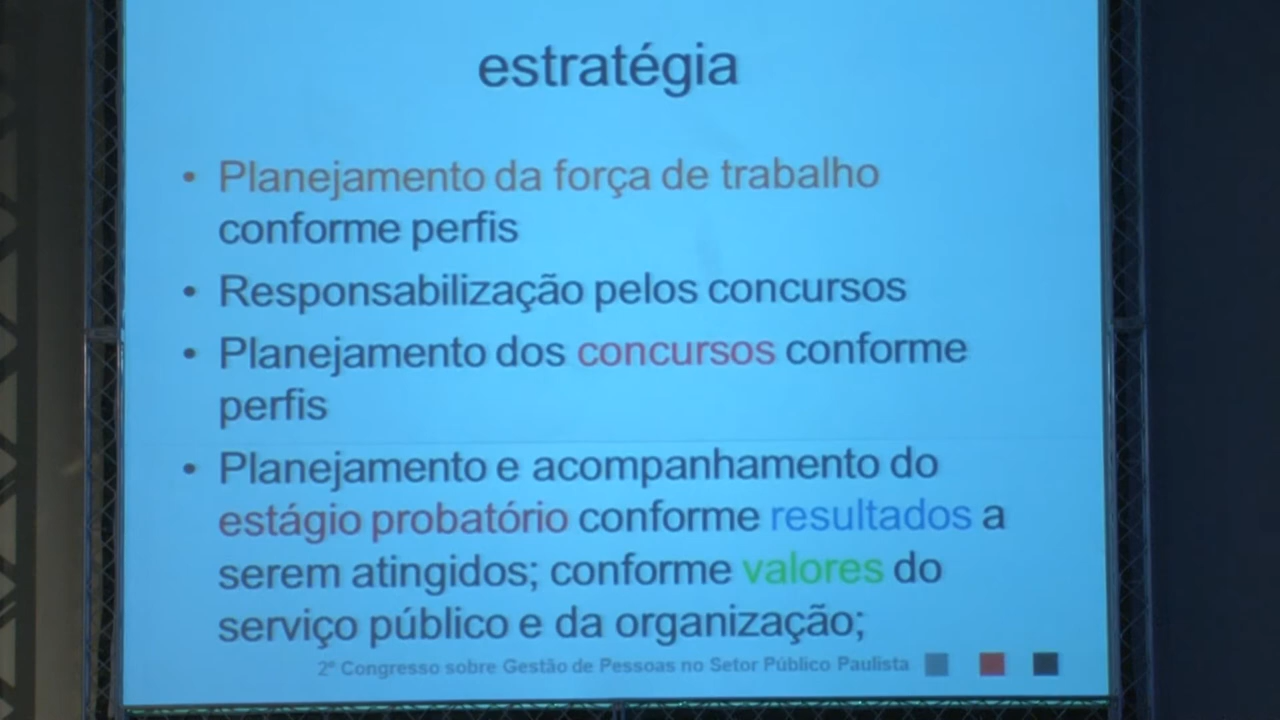 estratégia
• Planejamento da força de trabalho
conforme perfis
• Responsabilização pelos concursos
• Planejamento dos concursos conforme
perfis
• Planejamento e acompanhamento do
estágio probatório conforme resultados a
serem atingidos; conforme valores do
serviço público e da organização;
2º Congresso sobre Gestão de Pessoas no Setor Público Paulista